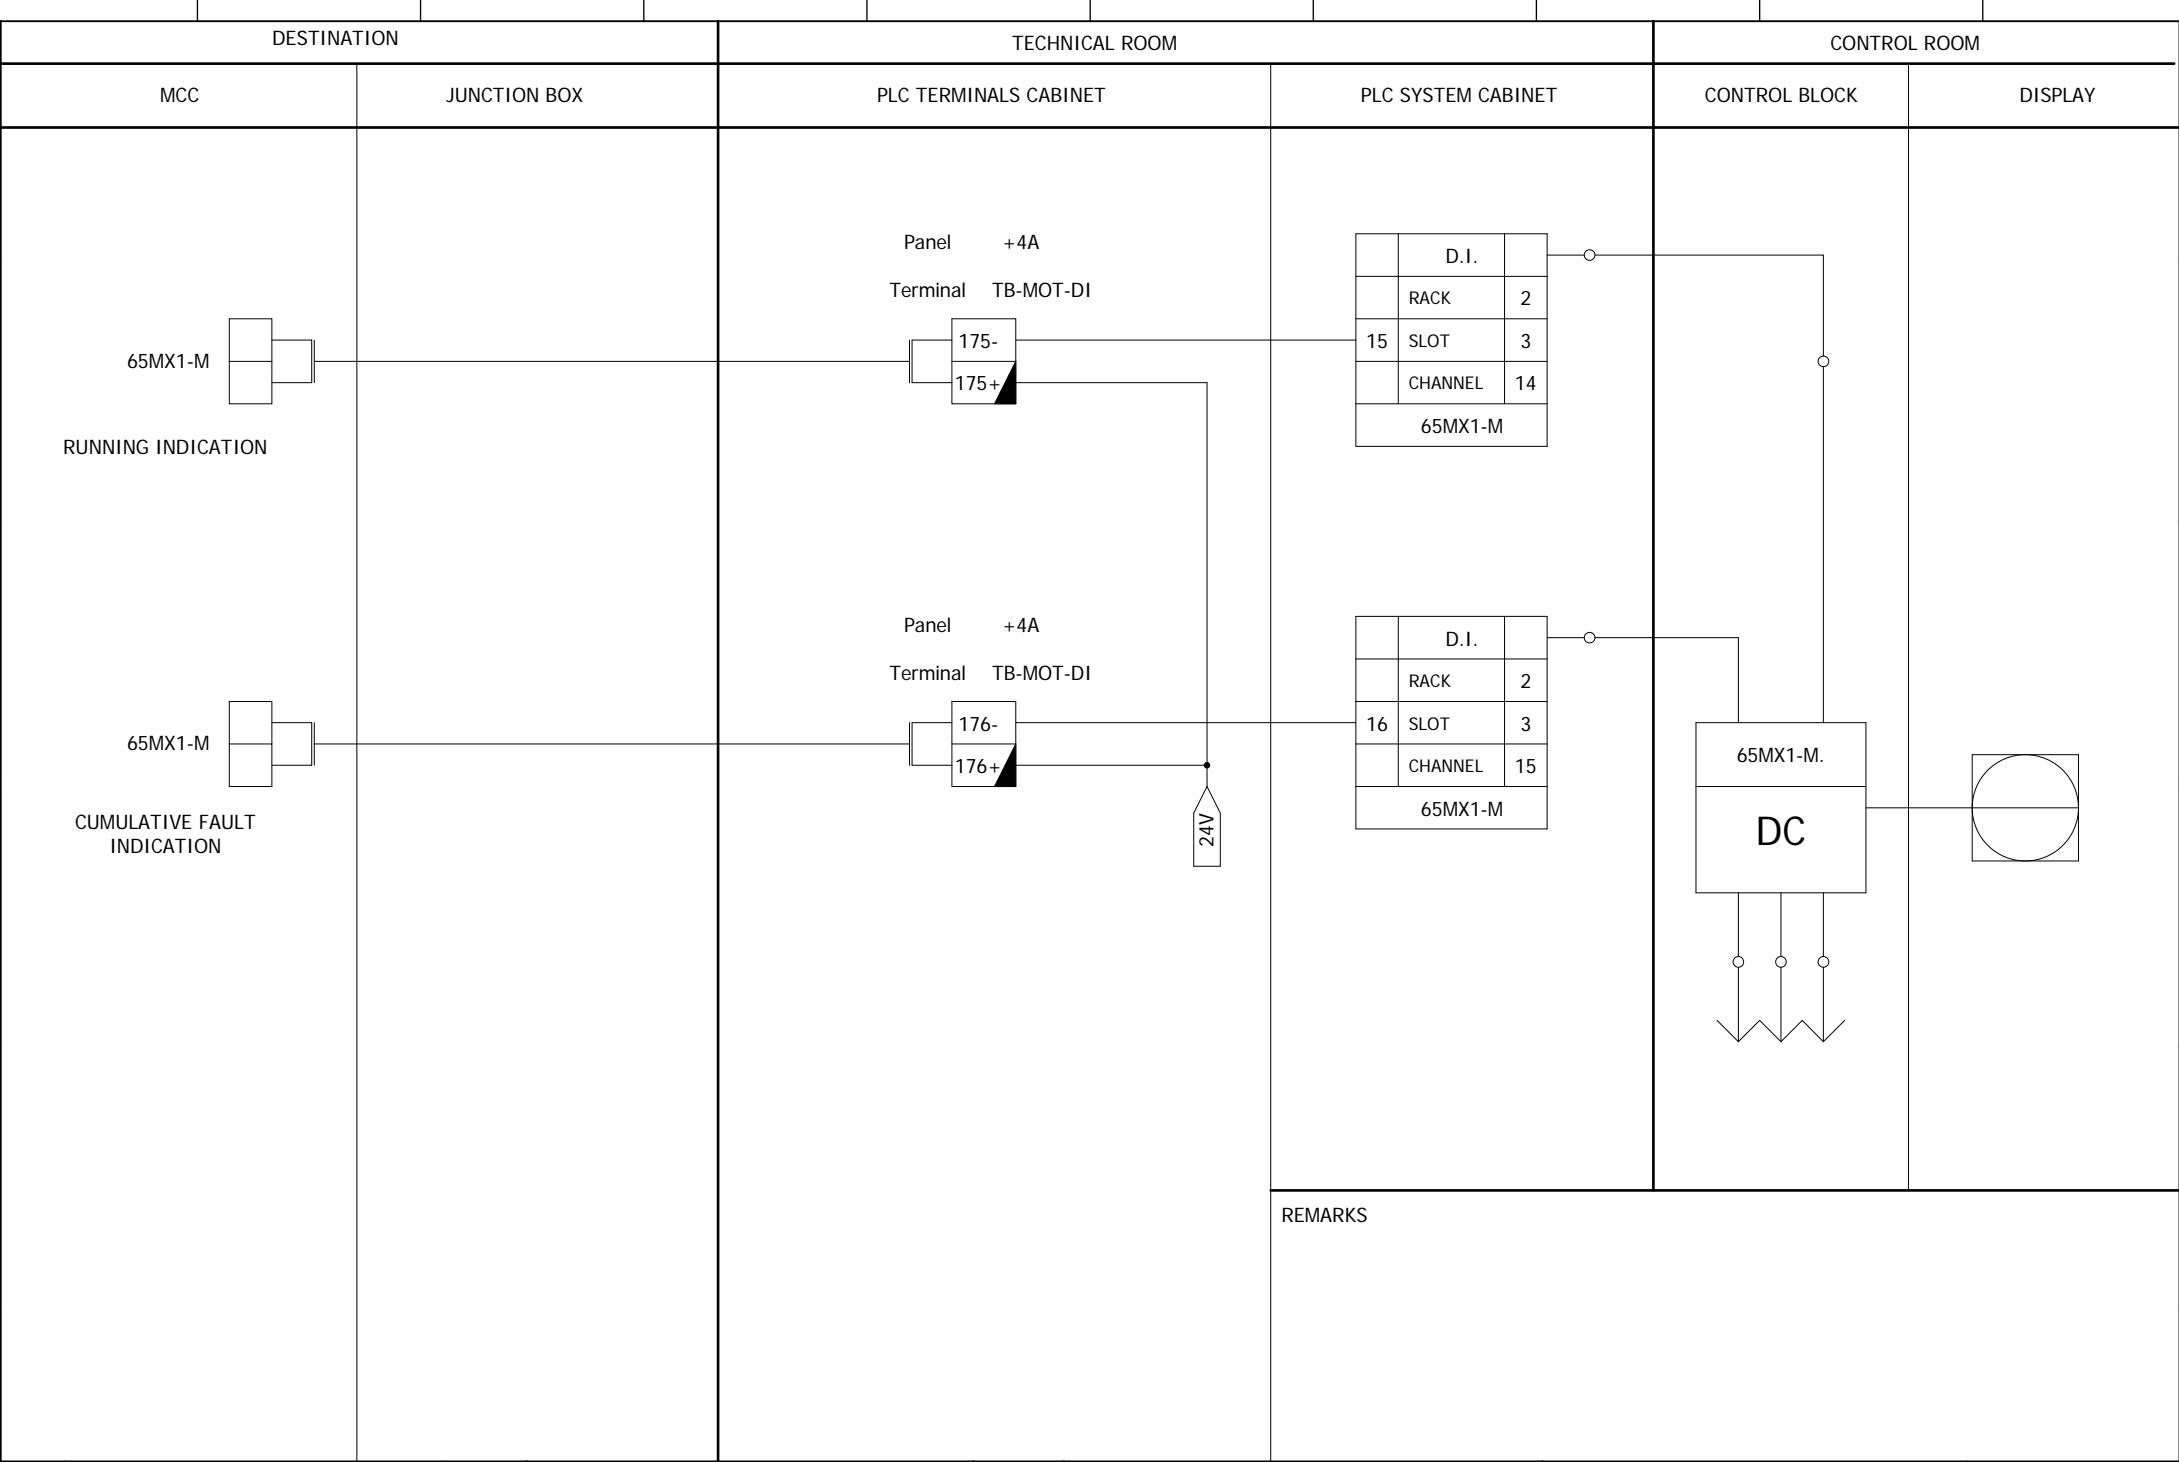 DESTINATION
TECHNICAL ROOM
CONTROL ROOM
MCC
JUNCTION BOX
PLC TERMINALS CABINET
PLC SYSTEM CABINET
CONTROL BLOCK
DISPLAY
Panel +4A
Terminal TB-MOT-DI
65MX1-M
RUNNING INDICATION
175-
175+
D.I.
RACK 2
15 SLOT 3
CHANNEL 14
65MX1-M
Panel +4A
Terminal TB-MOT-DI
65MX1-M
CUMULATIVE FAULT
INDICATION
176-
176+
24V
D.I.
RACK 2
16 SLOT 3
CHANNEL 15
65MX1-M
65MX1-M.
DC
REMARKS